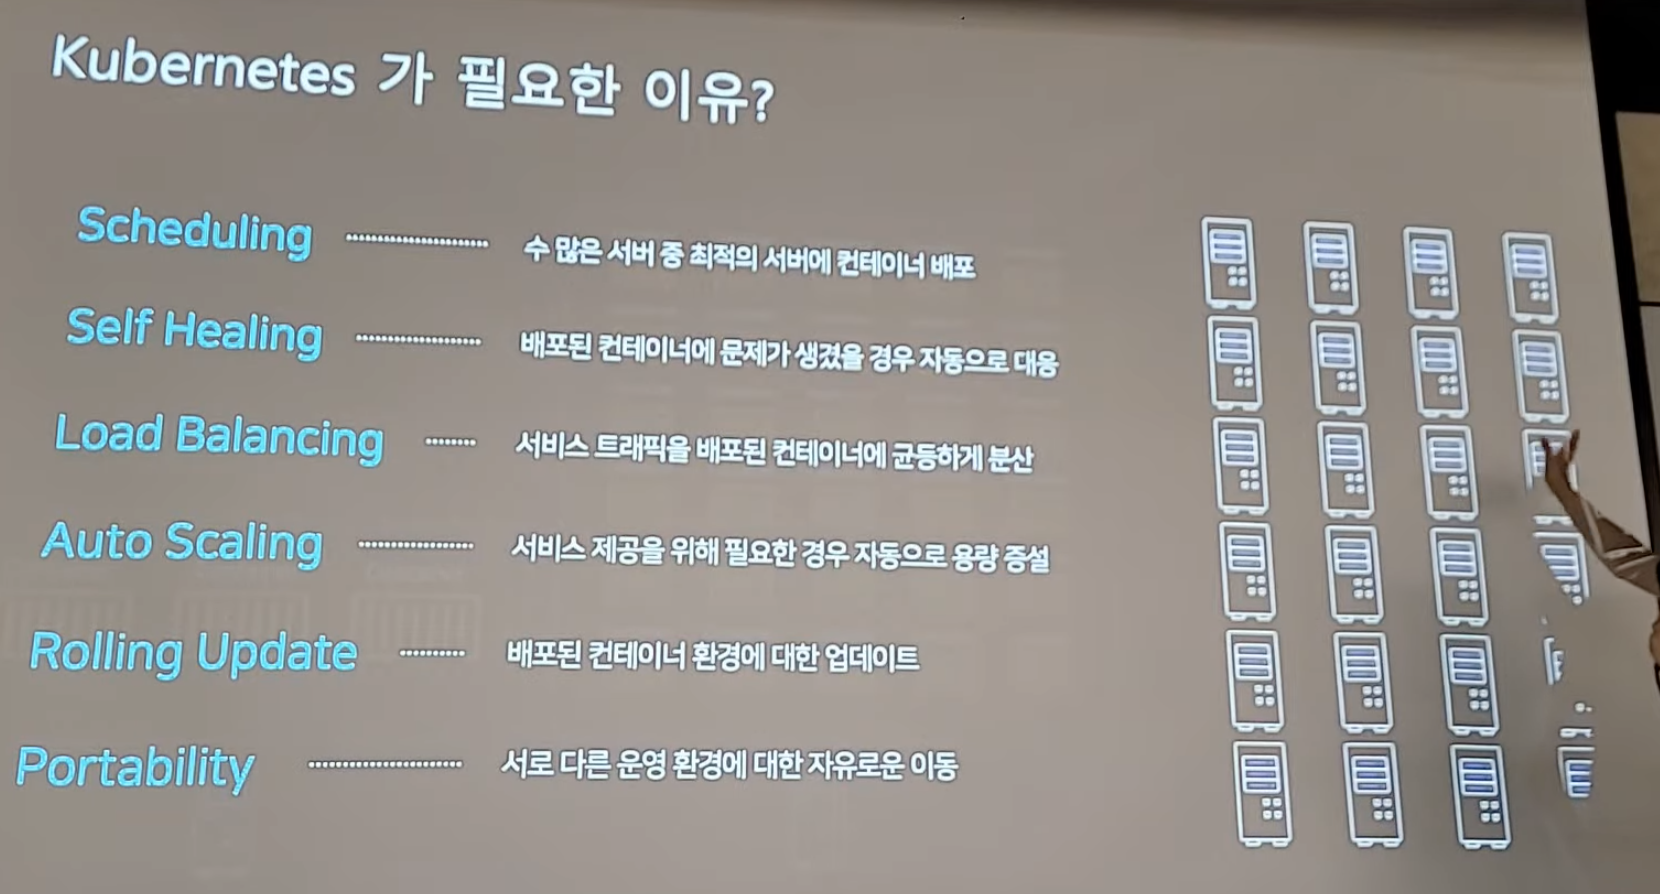 Kubernetes 가 필요한 이유?
Scheduling 수 많은 서버 중 최적의 서버에 컨테이너 배포
Self Healing 배포된 컨테이너에 문제가 생겼을 경우 자동으로 대응
Load Balancing 서비스 트래픽을 배포된 컨테이너에 균등하게 분산
Auto Scaling 서비스 제공을 위해 필요한 경우 자동으로 용량 증설
Rolling Update 배포된 컨테이너 환경에 대한 업데이트
Portability 서로 다른 운영 환경에 대한 자유로운 이동